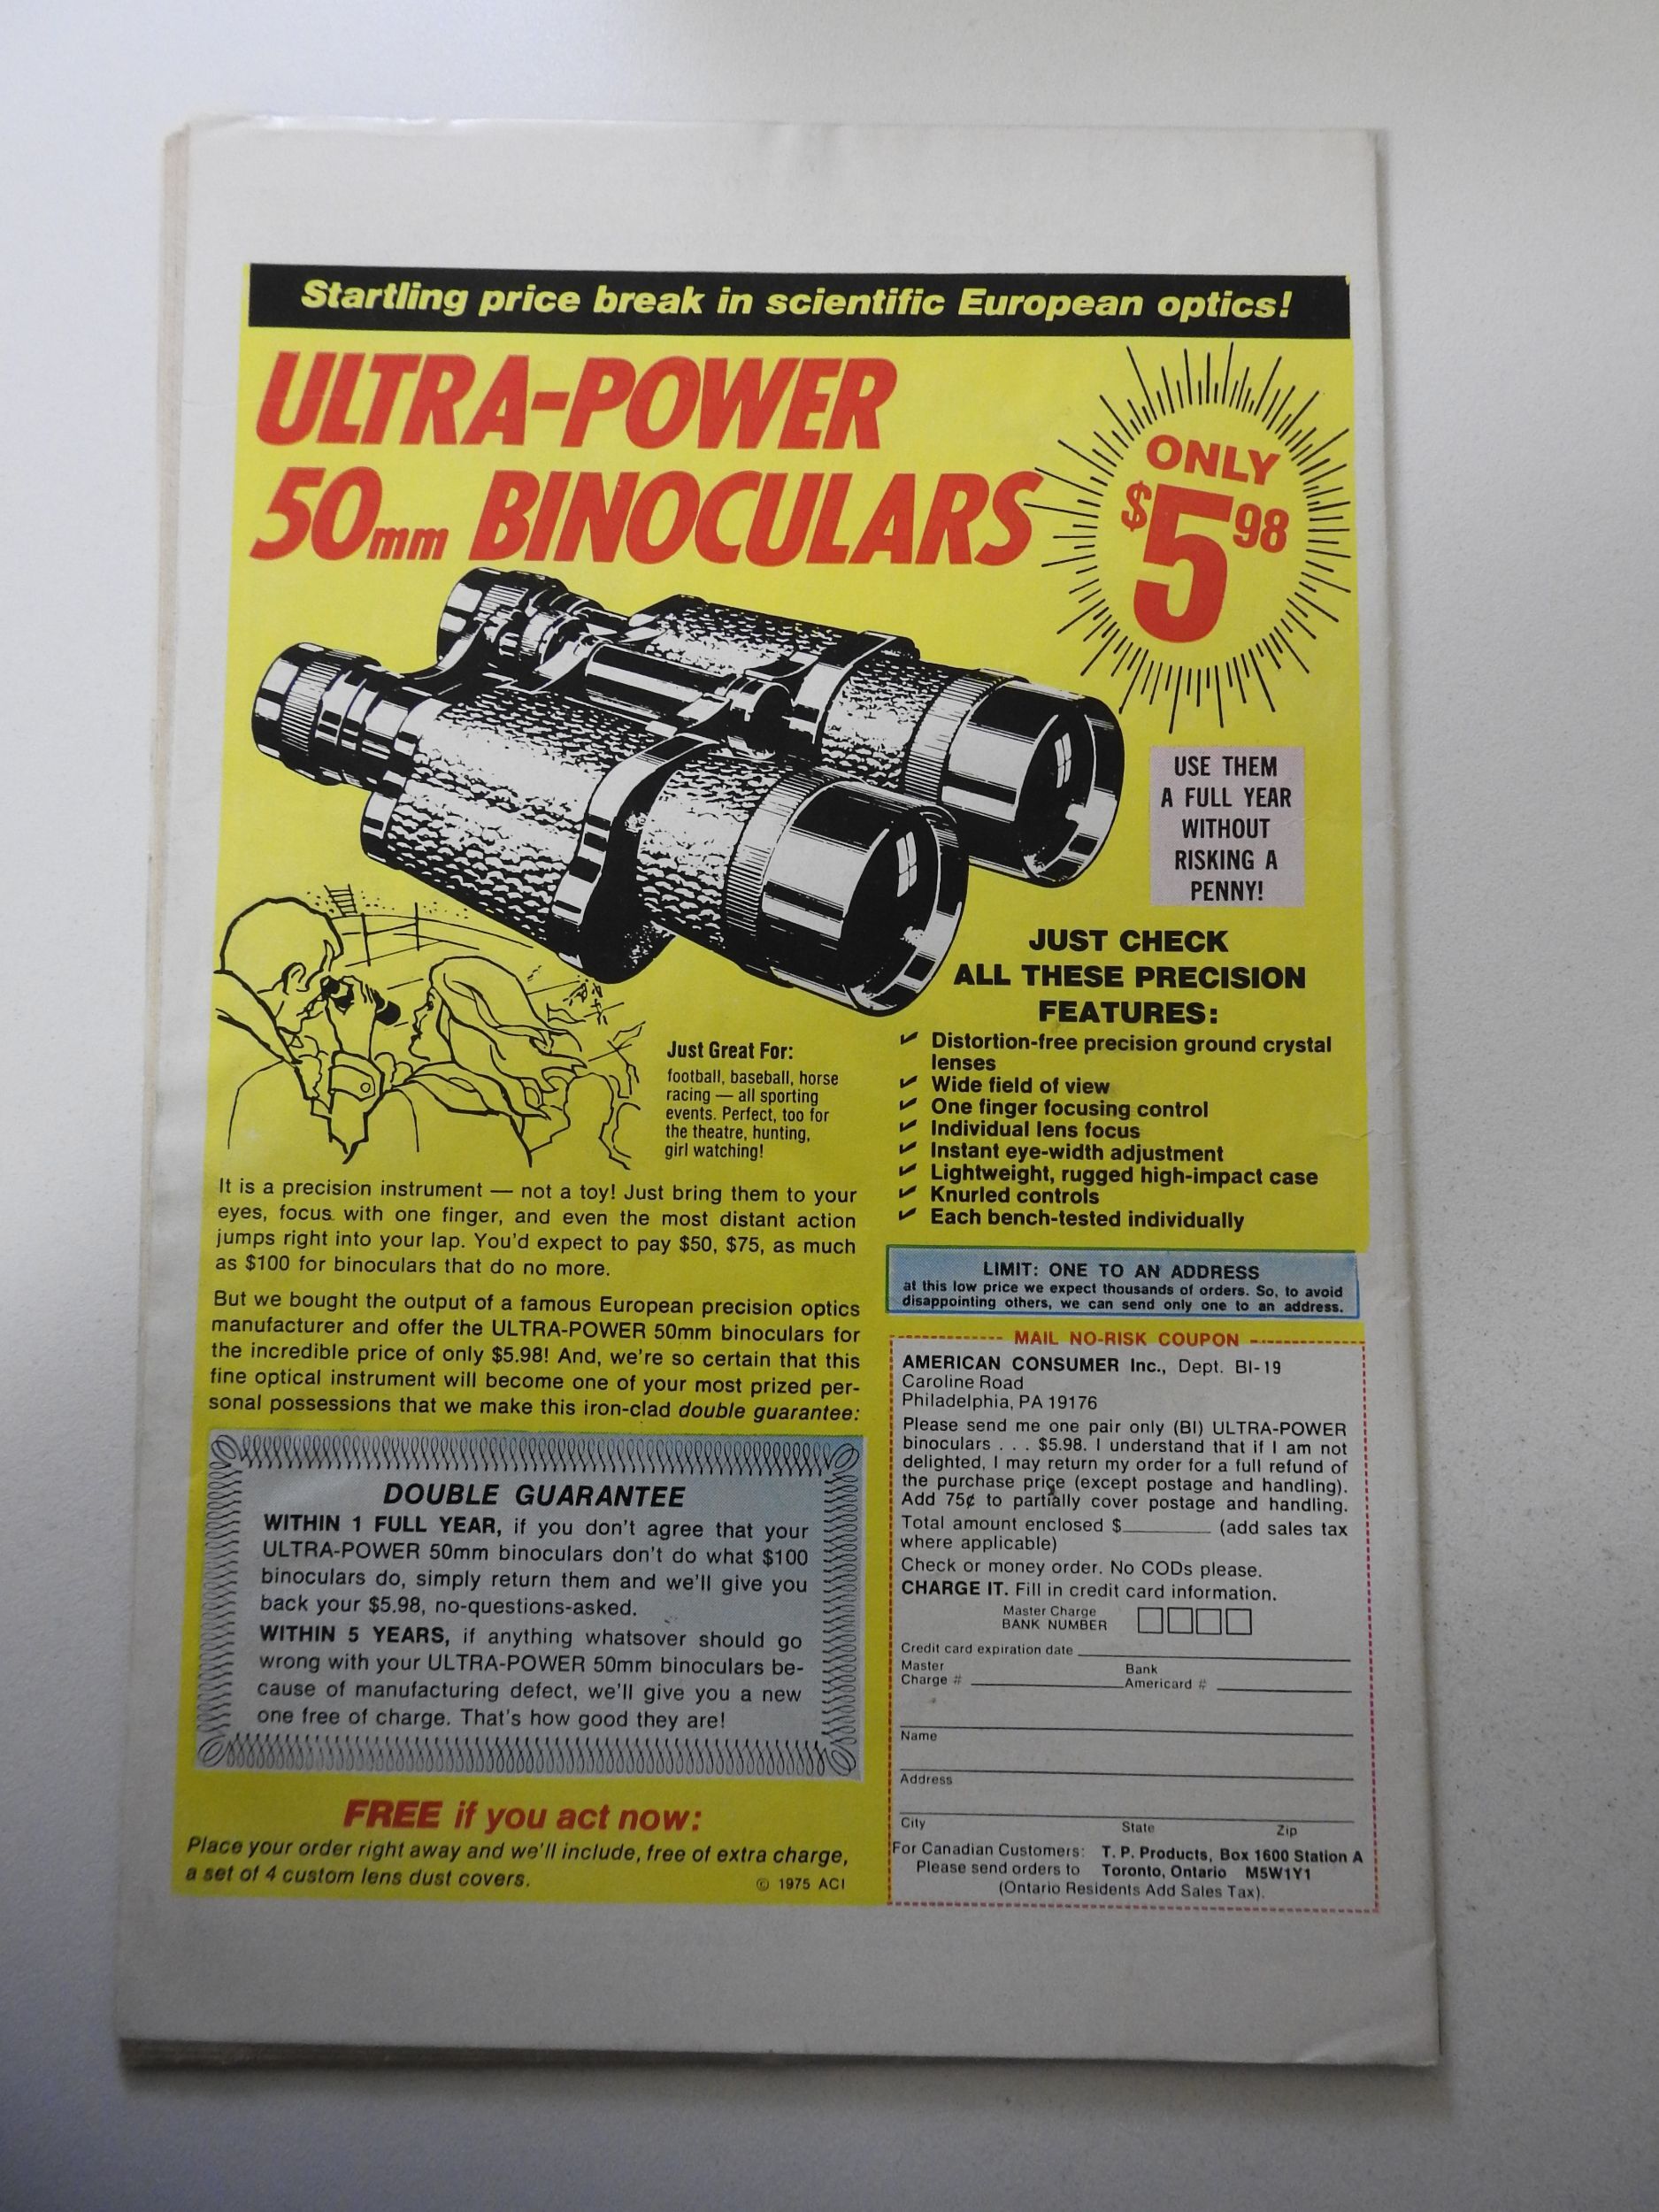 Startling price break in scientific European optics!
ULTRA-POWER
50mm BINOCULARS
ONLY
$5 98
USE THEM
A FULL YEAR
WITHOUT
RISKING A
PENNY!
JUST CHECK
ALL THESE PRECISION
FEATURES:
✓ Distortion-free precision ground crystal
lenses
✓ Wide field of view
✓ One finger focusing control
✓ Individual lens focus
✓ Instant eye-width adjustment
✓ Lightweight, rugged high-impact case
✓ Knurled controls
✓ Each bench-tested individually
Just Great For:
football, baseball, horse
racing — all sporting
events. Perfect, too for
the theatre, hunting,
girl watching!
It is a precision instrument — not a toy! Just bring them to your
eyes, focus with one finger, and even the most distant action
jumps right into your lap. You'd expect to pay $50, $75, as much
as $100 for binoculars that do no more.
But we bought the output of a famous European precision optics
manufacturer and offer the ULTRA-POWER 50mm binoculars for
the incredible price of only $5.98! And, we're so certain that this
fine optical instrument will become one of your most prized per-
sonal possessions that we make this iron-clad double guarantee:
DOUBLE GUARANTEE
WITHIN 1 FULL YEAR, if you don't agree that your
ULTRA-POWER 50mm binoculars don't do what $100
binoculars do, simply return them and we'll give you
back your $5.98, no-questions-asked.
WITHIN 5 YEARS, if anything whatsover should go
wrong with your ULTRA-POWER 50mm binoculars be-
cause of manufacturing defect, we'll give you a new
one free of charge. That's how good they are!
FREE if you act now:
Place your order right away and we'll include, free of extra charge,
a set of 4 custom lens dust covers.
© 1975 ACI
LIMIT: ONE TO AN ADDRESS
at this low price we expect thousands of orders. So, to avoid
disappointing others, we can send only one to an address.
MAIL NO-RISK COUPON
AMERICAN CONSUMER Inc., Dept. BI-19
Caroline Road
Philadelphia, PA 19176
Please send me one pair only (BI) ULTRA-POWER
binoculars . . . $5.98. I understand that if I am not
delighted, I may return my order for a full refund of
the purchase price (except postage and handling).
Add 75¢ to partially cover postage and handling.
Total amount enclosed $________ (add sales tax
where applicable)
Check or money order. No CODs please.
CHARGE IT. Fill in credit card information.
Master Charge
BANK NUMBER
Credit card expiration date
Master Charge #
Bank Americard #
Name
Address
City State Zip
For Canadian Customers: T. P. Products, Box 1600 Station A
Please send orders to Toronto, Ontario M5W1Y1
(Ontario Residents Add Sales Tax).